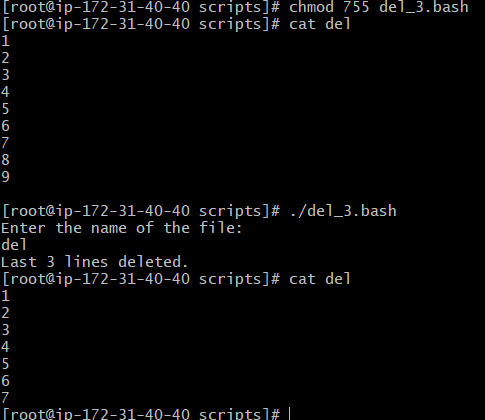 [root@ip-172-31-40-40 scripts]# chmod 755 del_3.bash
[root@ip-172-31-40-40 scripts]# cat del
1
2
3
4
5
6
7
8
9

[root@ip-172-31-40-40 scripts]# ./del_3.bash
Enter the name of the file:
del
Last 3 lines deleted.
[root@ip-172-31-40-40 scripts]# cat del
1
2
3
4
5
6
7
[root@ip-172-31-40-40 scripts]#